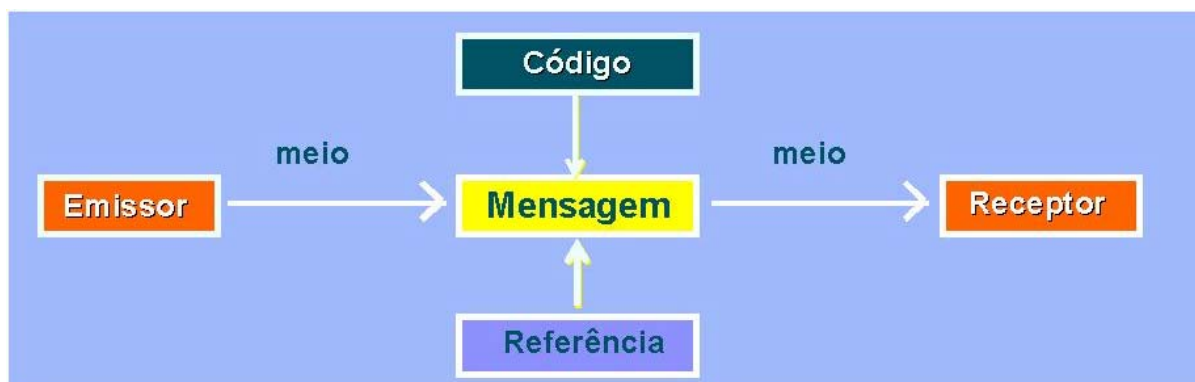 Código
meio
meio
Emissor
Mensagem
Receptor
Referência